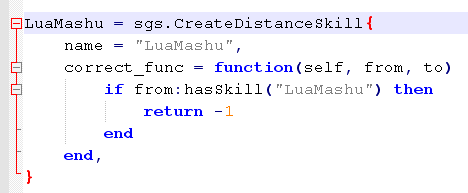 LuaMashu = sgs.CreateDistanceSkill{
    name = "LuaMashu",
    correct_func = function(self, from, to)
        if from:hasSkill("LuaMashu") then
            return -1
        end
    end,
}